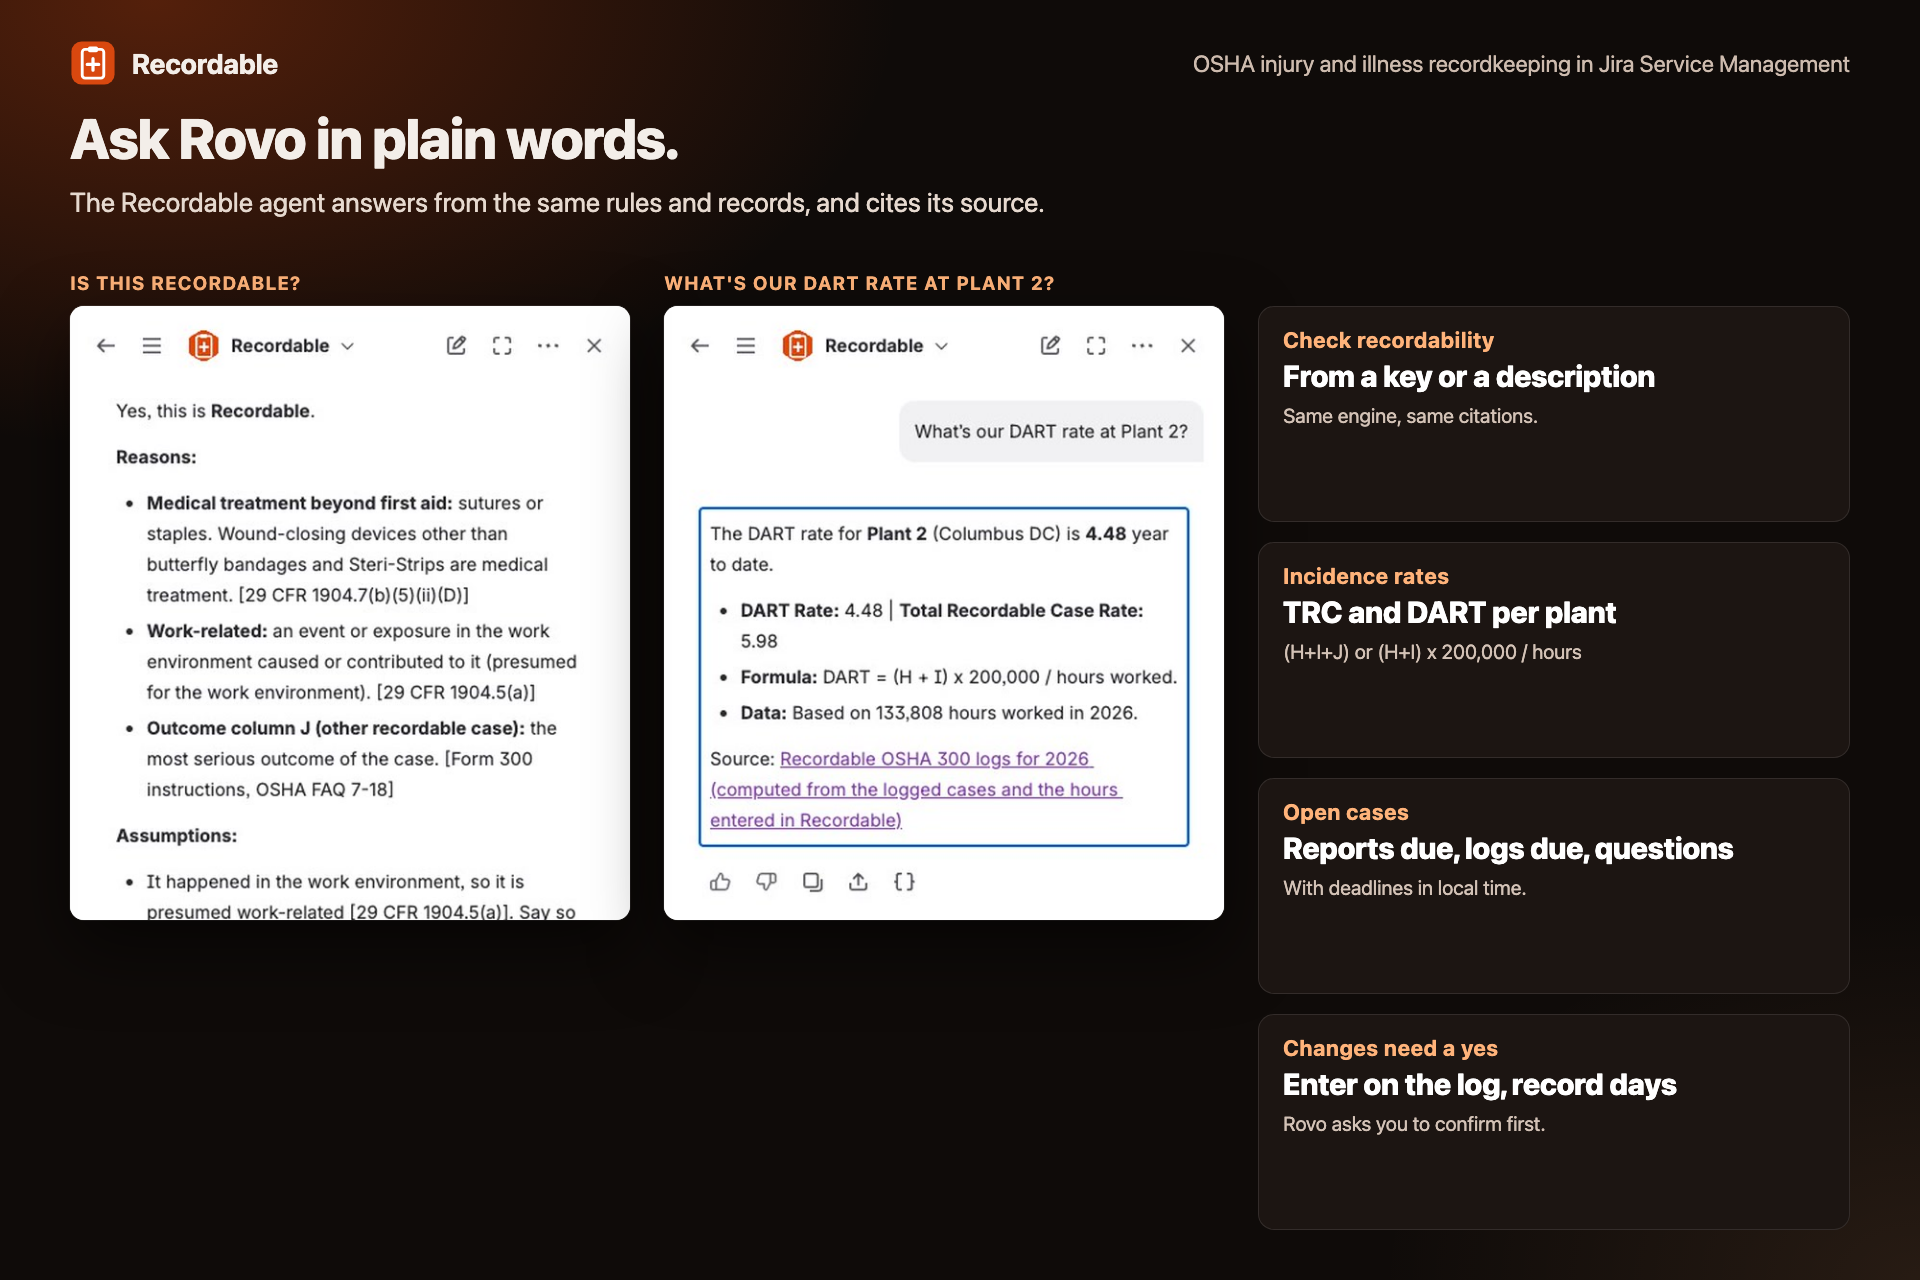 Recordable
OSHA injury and illness recordkeeping in Jira Service Management
Ask Rovo in plain words.
The Recordable agent answers from the same rules and records, and cites its source.
IS THIS RECORDABLE?
Recordable
Yes, this is Recordable.
Reasons:
• Medical treatment beyond first aid: sutures or
staples. Wound-closing devices other than
butterfly bandages and Steri-Strips are medical
treatment. [29 CFR 1904.7(b)(5)(ii)(D)]
• Work-related: an event or exposure in the work
environment caused or contributed to it (presumed
for the work environment). [29 CFR 1904.5(a)]
• Outcome column J (other recordable case): the
most serious outcome of the case. [Form 300
instructions, OSHA FAQ 7-18]
Assumptions:
• It happened in the work environment, so it is
presumed work-related [29 CFR 1904.5(a)]. Say so
WHAT'S OUR DART RATE AT PLANT 2?
Recordable
What's our DART rate at Plant 2?
The DART rate for Plant 2 (Columbus DC) is 4.48 year
to date.
• DART Rate: 4.48 | Total Recordable Case Rate:
5.98
• Formula: DART = (H + I) x 200,000 / hours worked.
• Data: Based on 133,808 hours worked in 2026.
Source: Recordable OSHA 300 logs for 2026
(computed from the logged cases and the hours
entered in Recordable)
Check recordability
From a key or a description
Same engine, same citations.
Incidence rates
TRC and DART per plant
(H+I+J) or (H+I) x 200,000 / hours
Open cases
Reports due, logs due, questions
With deadlines in local time.
Changes need a yes
Enter on the log, record days
Rovo asks you to confirm first.